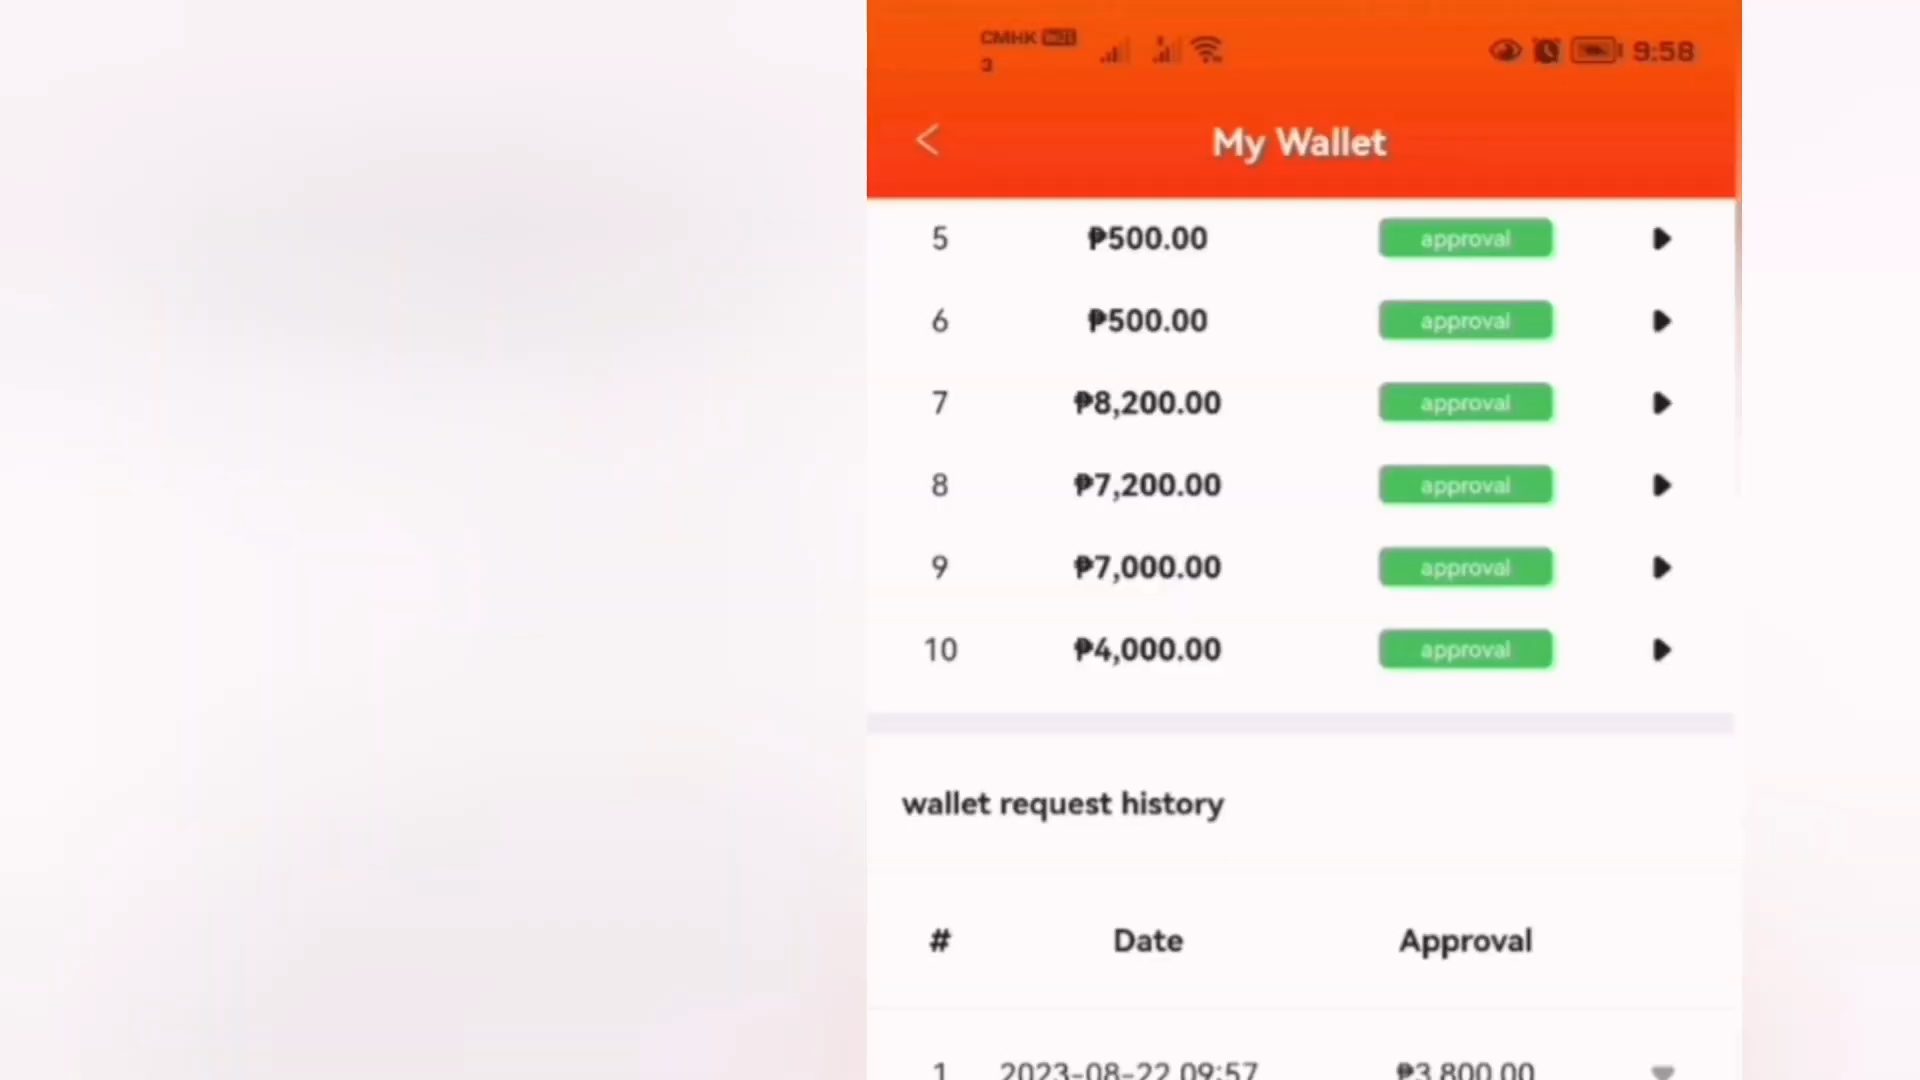 CMHK
3
9:58
My Wallet
5 ₱500.00 approval
6 ₱500.00 approval
7 ₱8,200.00 approval
8 ₱7,200.00 approval
9 ₱7,000.00 approval
10 ₱4,000.00 approval
wallet request history
# Date Approval
1 2023-08-22 09:57 ₱3,800.00